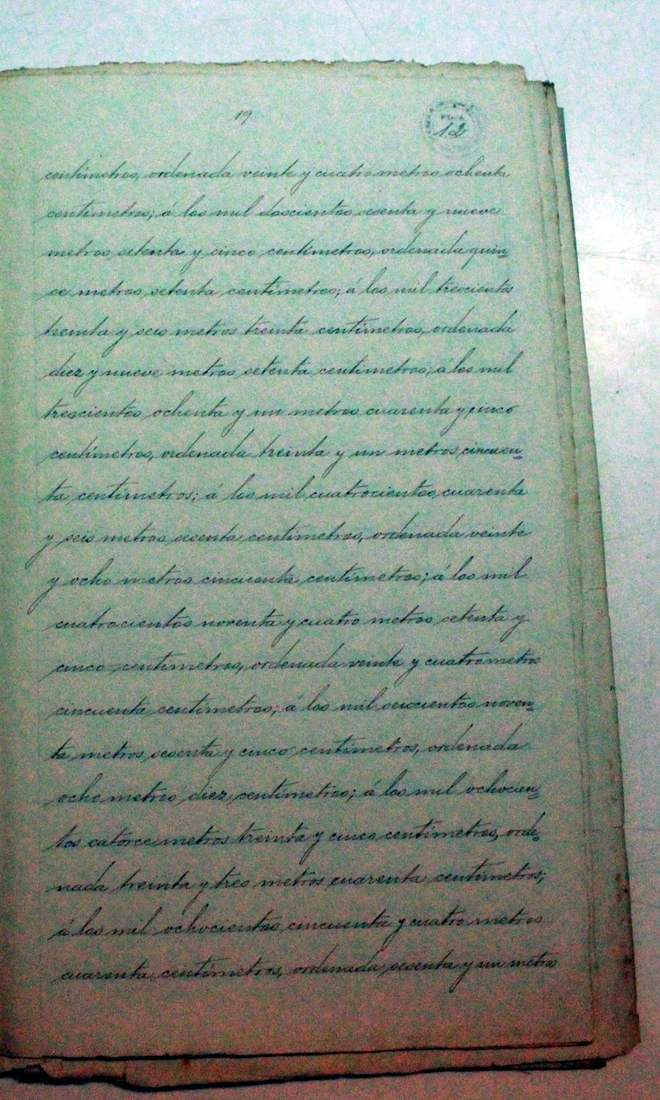 19
12
centímetros, ordenada veinte y cuatro metros ochenta
centímetros; á los mil doscientos sesenta y nueve
metros setenta y cinco centímetros, ordenada quin-
ce metros setenta centímetros; á los mil trescientos
treinta y seis metros treinta centímetros, ordenada
diez y nueve metros setenta centímetros; á los mil
trescientos ochenta y un metros cuarenta y cinco
centímetros, ordenada treinta y un metros cincuen-
ta centímetros; á los mil cuatrocientos cuarenta
y seis metros sesenta centímetros, ordenada veinte
y ocho metros cincuenta centímetros; á los mil
cuatrocientos noventa y cuatro metros setenta y
cinco centímetros, ordenada veinte y cuatro metros
cincuenta centímetros; á los mil seiscientos noven-
ta metros sesenta y cinco centímetros, ordenada
ocho metros diez centímetros; á los mil ochocien-
tos catorce metros treinta y cinco centímetros, orde-
nada treinta y tres metros cuarenta centímetros;
á los mil ochocientos cincuenta y cuatro metros
cuarenta centímetros, ordenada sesenta y un metros